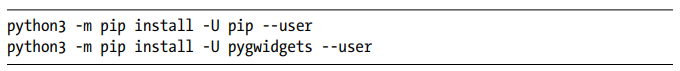 python3 -m pip install -U pip --user
python3 -m pip install -U pygwidgets --user